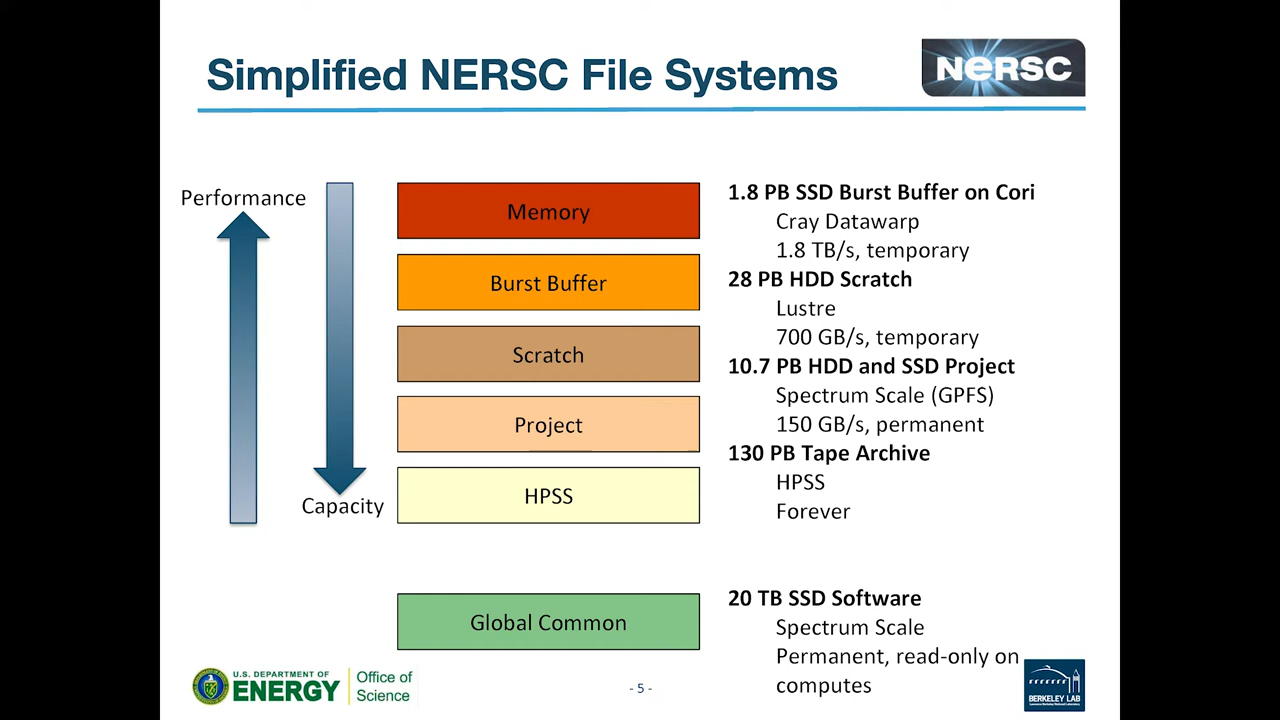 Simplified NERSC File Systems
NERSC
Performance
Capacity
Memory
Burst Buffer
Scratch
Project
HPSS
Global Common
1.8 PB SSD Burst Buffer on Cori
Cray Datawarp
1.8 TB/s, temporary
28 PB HDD Scratch
Lustre
700 GB/s, temporary
10.7 PB HDD and SSD Project
Spectrum Scale (GPFS)
150 GB/s, permanent
130 PB Tape Archive
HPSS
Forever
20 TB SSD Software
Spectrum Scale
Permanent, read-only on
computes
U.S. DEPARTMENT OF
ENERGY
Office of
Science
- 5 -
BERKELEY LAB
Lawrence Berkeley National Laboratory